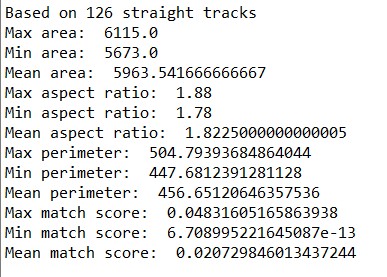 Based on 126 straight tracks
Max area:  6115.0
Min area:  5673.0
Mean area:  5963.541666666667
Max aspect ratio:  1.88
Min aspect ratio:  1.78
Mean aspect ratio:  1.8225000000000005
Max perimeter:  504.79393684864044
Min perimeter:  447.6812391281128
Mean perimeter:  456.65120646357536
Max match score:  0.04831605165863938
Min match score:  6.708995221645087e-13
Mean match score:  0.020729846013437244